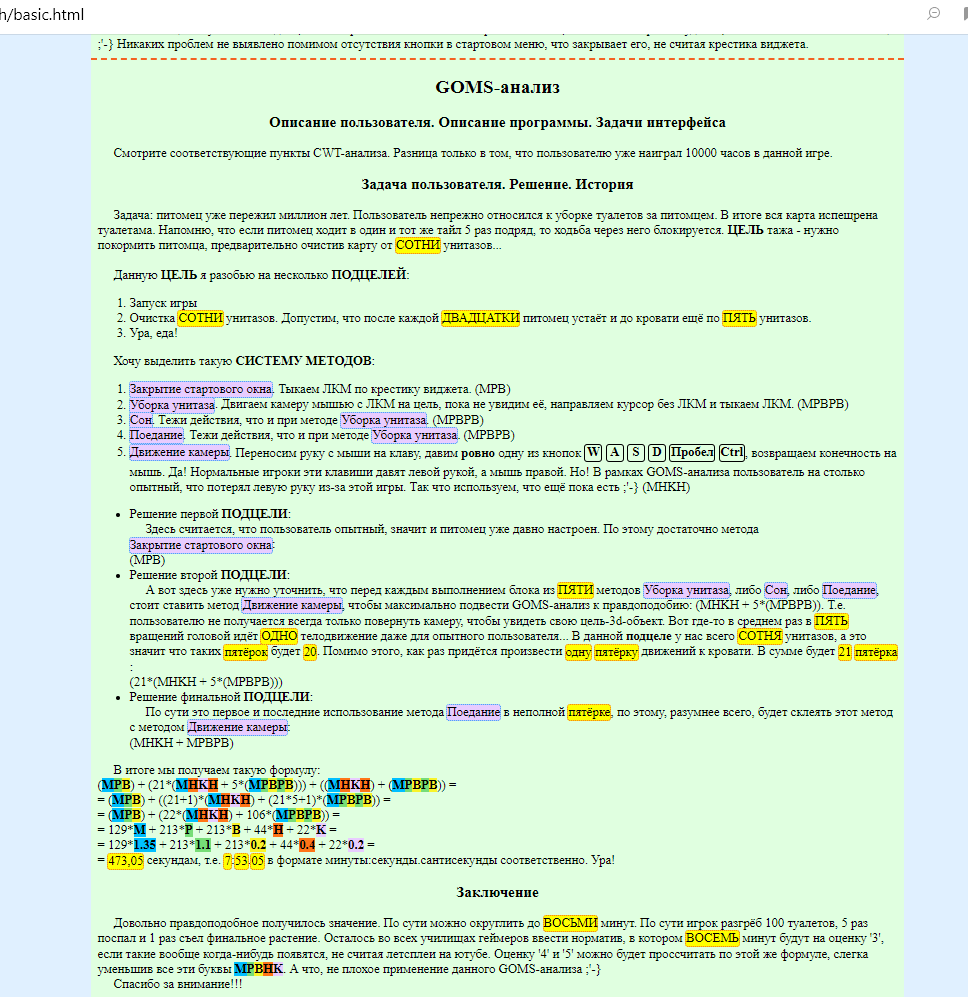 h/basic.html
;'-} Никаких проблем не выявлено помимом отсутствия кнопки в стартовом меню, что закрывает его, не считая крестика виджета.
GOMS-анализ
Описание пользователя. Описание программы. Задачи интерфейса
Смотрите соответствующие пункты CWT-анализа. Разница только в том, что пользователю уже наиграл 10000 часов в данной игре.
Задача пользователя. Решение. История
Задача: питомец уже пережил миллион лет. Пользователь непрежно относился к уборке туалетов за питомцем. В итоге вся карта испещрена
туалетама. Напомню, что если питомец ходит в один и тот же тайл 5 раз подряд, то ходьба через него блокируется. ЦЕЛЬ тажа - нужно
покормить питомца, предварительно очистив карту от СОТНИ унитазов...
Данную ЦЕЛЬ я разобью на несколько ПОДЦЕЛЕЙ:
1. Запуск игры
2. Очистка СОТНИ унитазов. Допустим, что после каждой ДВАДЦАТКИ питомец устаёт и до кровати ещё по ПЯТЬ унитазов.
3. Ура, еда!
Хочу выделить такую СИСТЕМУ МЕТОДОВ:
1. Закрытие стартового окна. Тыкаем ЛКМ по крестику виджета. (МРВ)
2. Уборка унитаза. Двигаем камеру мышью с ЛКМ на цель, пока не увидим её, направляем курсор без ЛКМ и тыкаем ЛКМ. (МРВРВ)
3. Сон. Тежи действия, что и при методе Уборка унитаза. (МРВРВ)
4. Поедание. Тежи действия, что и при методе Уборка унитаза. (МРВРВ)
5. Движение камеры. Переносим руку с мыши на клаву, давим ровно одну из кнопок W A S D Пробел Ctrl, возвращаем конечность на
мышь. Да! Нормальные игроки эти клавиши давят левой рукой, а мышь правой. Но! В рамках GOMS-анализа пользователь на столько
опытный, что потерял левую руку из-за этой игры. Так что используем, что ещё пока есть ;'-} (МНКН)
• Решение первой ПОДЦЕЛИ:
Здесь считается, что пользователь опытный, значит и питомец уже давно настроен. По этому достаточно метода
Закрытие стартового окна:
(МРВ)
• Решение второй ПОДЦЕЛИ:
А вот здесь уже нужно уточнить, что перед каждым выполнением блока из ПЯТИ методов Уборка унитаза, либо Сон, либо Поедание,
стоит ставить метод Движение камеры, чтобы максимально подвести GOMS-анализ к правдоподобию: (МНКН + 5*(МРВРВ)). Т.е.
пользователю не получается всегда только повернуть камеру, чтобы увидеть свою цель-3d-объект. Вот где-то в среднем раз в ПЯТЬ
вращений головой идёт ОДНО телодвижение даже для опытного пользователя... В данной подцеле у нас всего СОТНЯ унитазов, а это
значит что таких пятёрок будет 20. Помимо этого, как раз придётся произвести одну пятёрку движений к кровати. В сумме будет 21 пятёрка
:
(21*(МНКН + 5*(МРВРВ)))
• Решение финальной ПОДЦЕЛИ:
По сути это первое и последние использование метода Поедание в неполной пятёрке, по этому, разумнее всего, будет склеять этот метод
с методом Движение камеры:
(МНКН + МРВРВ)
В итоге мы получаем такую формулу:
(МРВ) + (21*(МНКН + 5*(МРВРВ))) + ((МНКН) + (МРВРВ)) =
= (МРВ) + ((21+1)*(МНКН) + (21*5+1)*(МРВРВ)) =
= (МРВ) + (22*(МНКН) + 106*(МРВРВ)) =
= 129*М + 213*Р + 213*В + 44*Н + 22*К =
= 129*1.35 + 213*1.1 + 213*0.2 + 44*0.4 + 22*0.2 =
= 473,05 секундам, т.е. 7:53:05 в формате минуты:секунды.сантисекунды соответственно. Ура!
Заключение
Довольно правдоподобное получилось значение. По сути можно округлить до ВОСЬМИ минут. По сути игрок разгрёб 100 туалетов, 5 раз
поспал и 1 раз съел финальное растение. Осталось во всех училищах геймеров ввести норматив, в котором ВОСЕМЬ минут будут на оценку '3',
если такие вообще когда-нибудь появятся, не считая летсплеи на ютубе. Оценку '4' и '5' можно будет просчитать по этой же формуле, слегка
уменьшив все эти буквы МРВНК. А что, не плохое применение данного GOMS-анализа ;'-}
Спасибо за внимание!!!